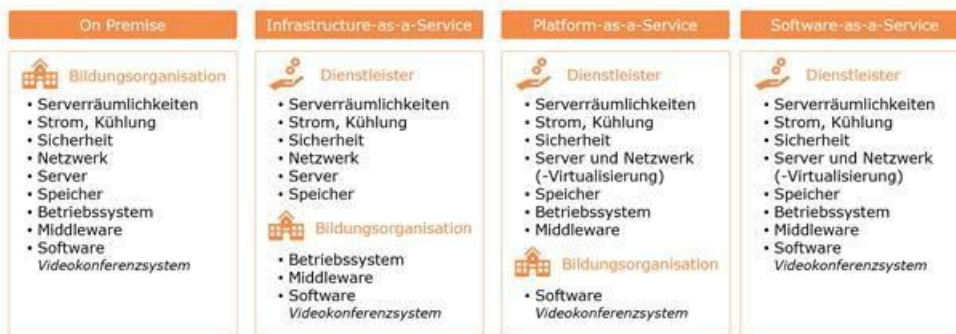 On Premise
Bildungsorganisation
• Serverräumlichkeiten
• Strom, Kühlung
• Sicherheit
• Netzwerk
• Server
• Speicher
• Betriebssystem
• Middleware
• Software
Videokonferenzsystem
Infrastructure-as-a-Service
Dienstleister
• Serverräumlichkeiten
• Strom, Kühlung
• Sicherheit
• Netzwerk
• Server
• Speicher
Bildungsorganisation
• Betriebssystem
• Middleware
• Software
Videokonferenzsystem
Platform-as-a-Service
Dienstleister
• Serverräumlichkeiten
• Strom, Kühlung
• Sicherheit
• Server und Netzwerk
(-Virtualisierung)
• Speicher
• Betriebssystem
• Middleware
Bildungsorganisation
• Software
Videokonferenzsystem
Software-as-a-Service
Dienstleister
• Serverräumlichkeiten
• Strom, Kühlung
• Sicherheit
• Server und Netzwerk
(-Virtualisierung)
• Speicher
• Betriebssystem
• Middleware
• Software
Videokonferenzsystem